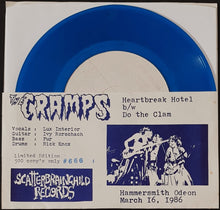 THE CRAMPS
Heartbreak Hotel
b/w
Do the Clam
Vocals : Lux Interior
Guitar : Ivy Rorschach
Bass : Fur
Drums : Nick Knox
Limited Edition
500 copy's only #666
SCATTERBRAINCHILD
RECORDS
Hammersmith Odeon
March 16, 1986